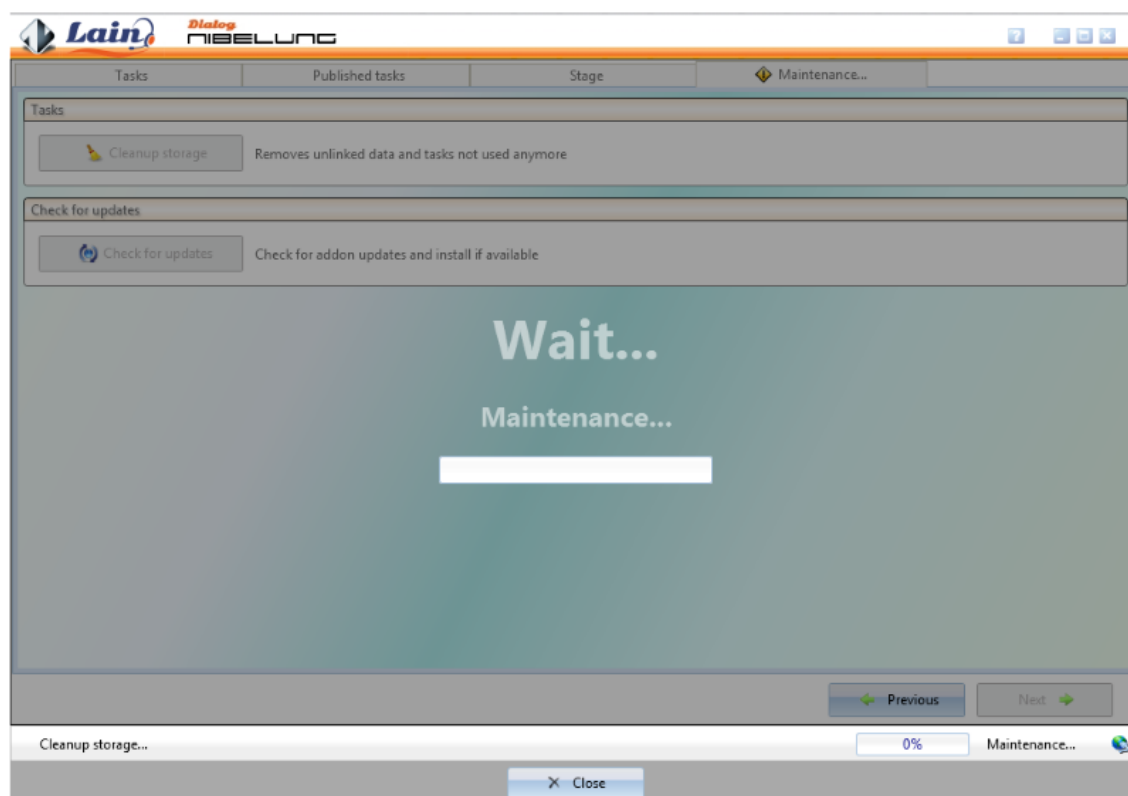 Lain
Dialog
NIBELUNG
?
Tasks
Published tasks
Stage
Maintenance...
Tasks
Cleanup storage
Removes unlinked data and tasks not used anymore
Check for updates
Check for updates
Check for addon updates and install if available
Wait...
Maintenance...
Previous
Next
Cleanup storage...
0%
Maintenance...
Close